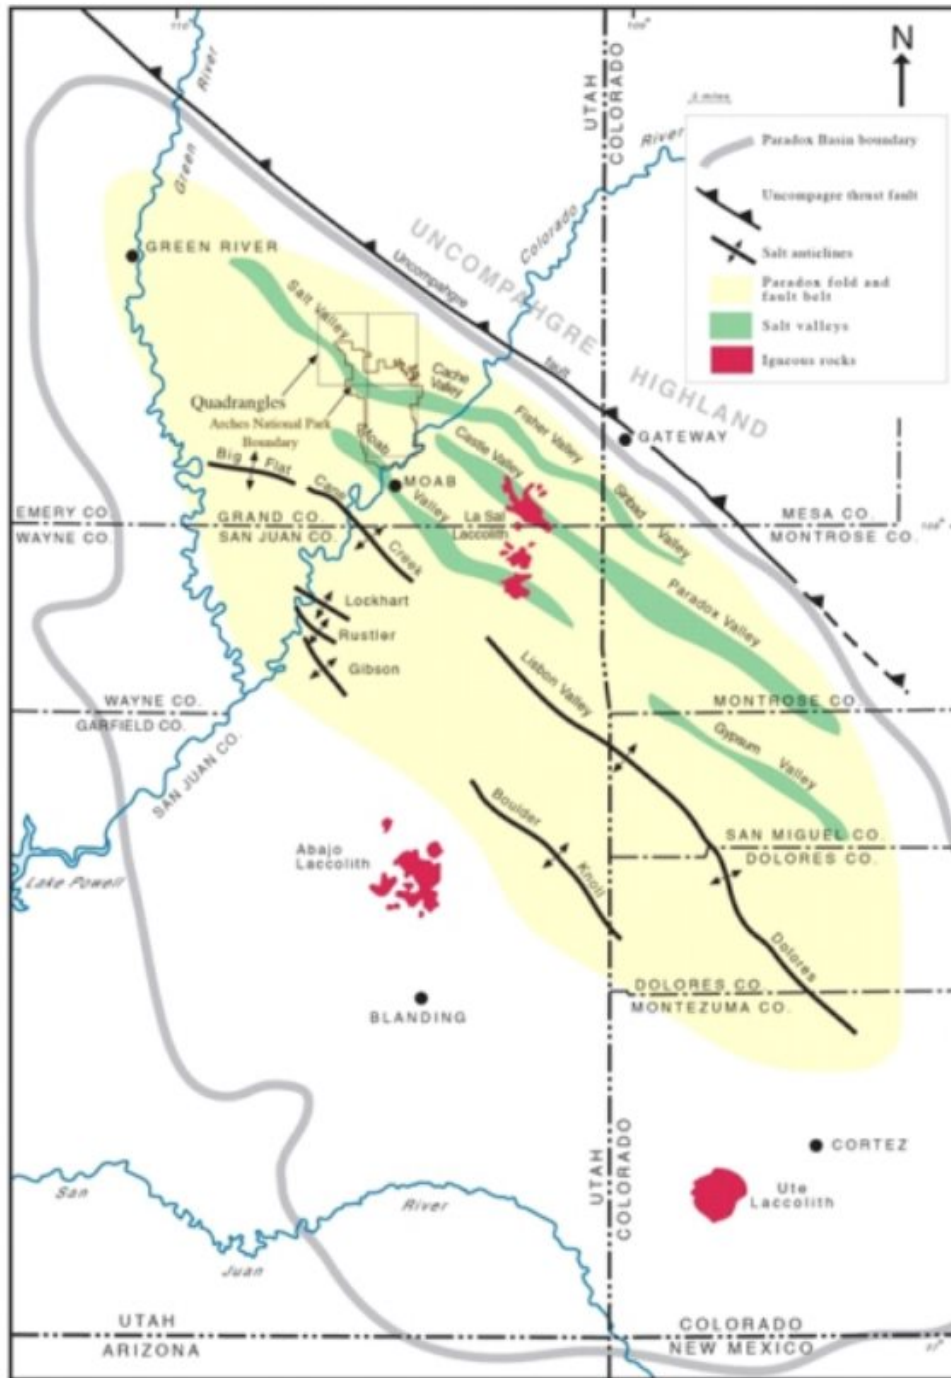 110°
109°
N
River
Green
UTAH
COLORADO
River
Colorado
Paradox Basin boundary
Uncompagre thrust fault
Salt anticlines
Paradox fold and
fault belt
Salt valleys
Igneous rocks
GREEN RIVER
UNCOMPAHGRE
HIGHLAND
Uncompahgre
fault
Salt Valley
Cache
Valley
Fisher Valley
GATEWAY
Quadrangles
Arches National Park
Boundary
Moab
Castle Valley
Big Flat
Cane
MOAB
Sinbad
Valley
EMERY CO.
WAYNE CO.
GRAND CO.
SAN JUAN CO.
Valley
La Sal
Laccolith
MESA CO.
MONTROSE CO.
Creek
Lockhart
Rustler
Gibson
Paradox Valley
Lisbon Valley
WAYNE CO.
GARFIELD CO.
MONTROSE CO.
SAN JUAN CO.
Gypsum
Valley
Boulder
Knoll
SAN MIGUEL CO.
DOLORES CO.
Abajo
Laccolith
Lake Powell
Dolores
DOLORES CO.
MONTEZUMA CO.
BLANDING
CORTEZ
UTAH
COLORADO
Ute
Laccolith
San
River
Juan
UTAH
ARIZONA
COLORADO
NEW MEXICO
37°